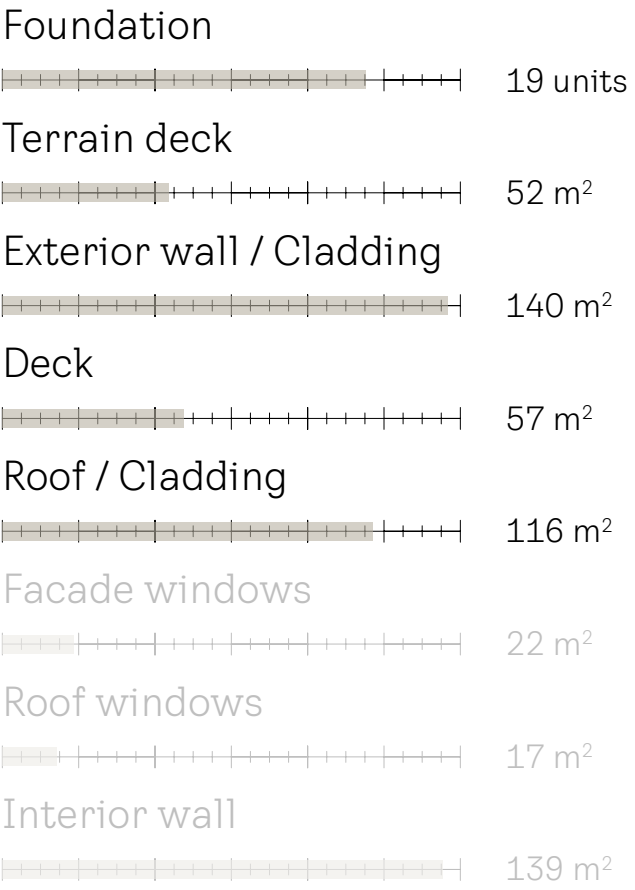 Foundation
19 units
Terrain deck
52 m²
Exterior wall / Cladding
140 m²
Deck
57 m²
Roof / Cladding
116 m²
Facade windows
22 m²
Roof windows
17 m²
Interior wall
139 m²